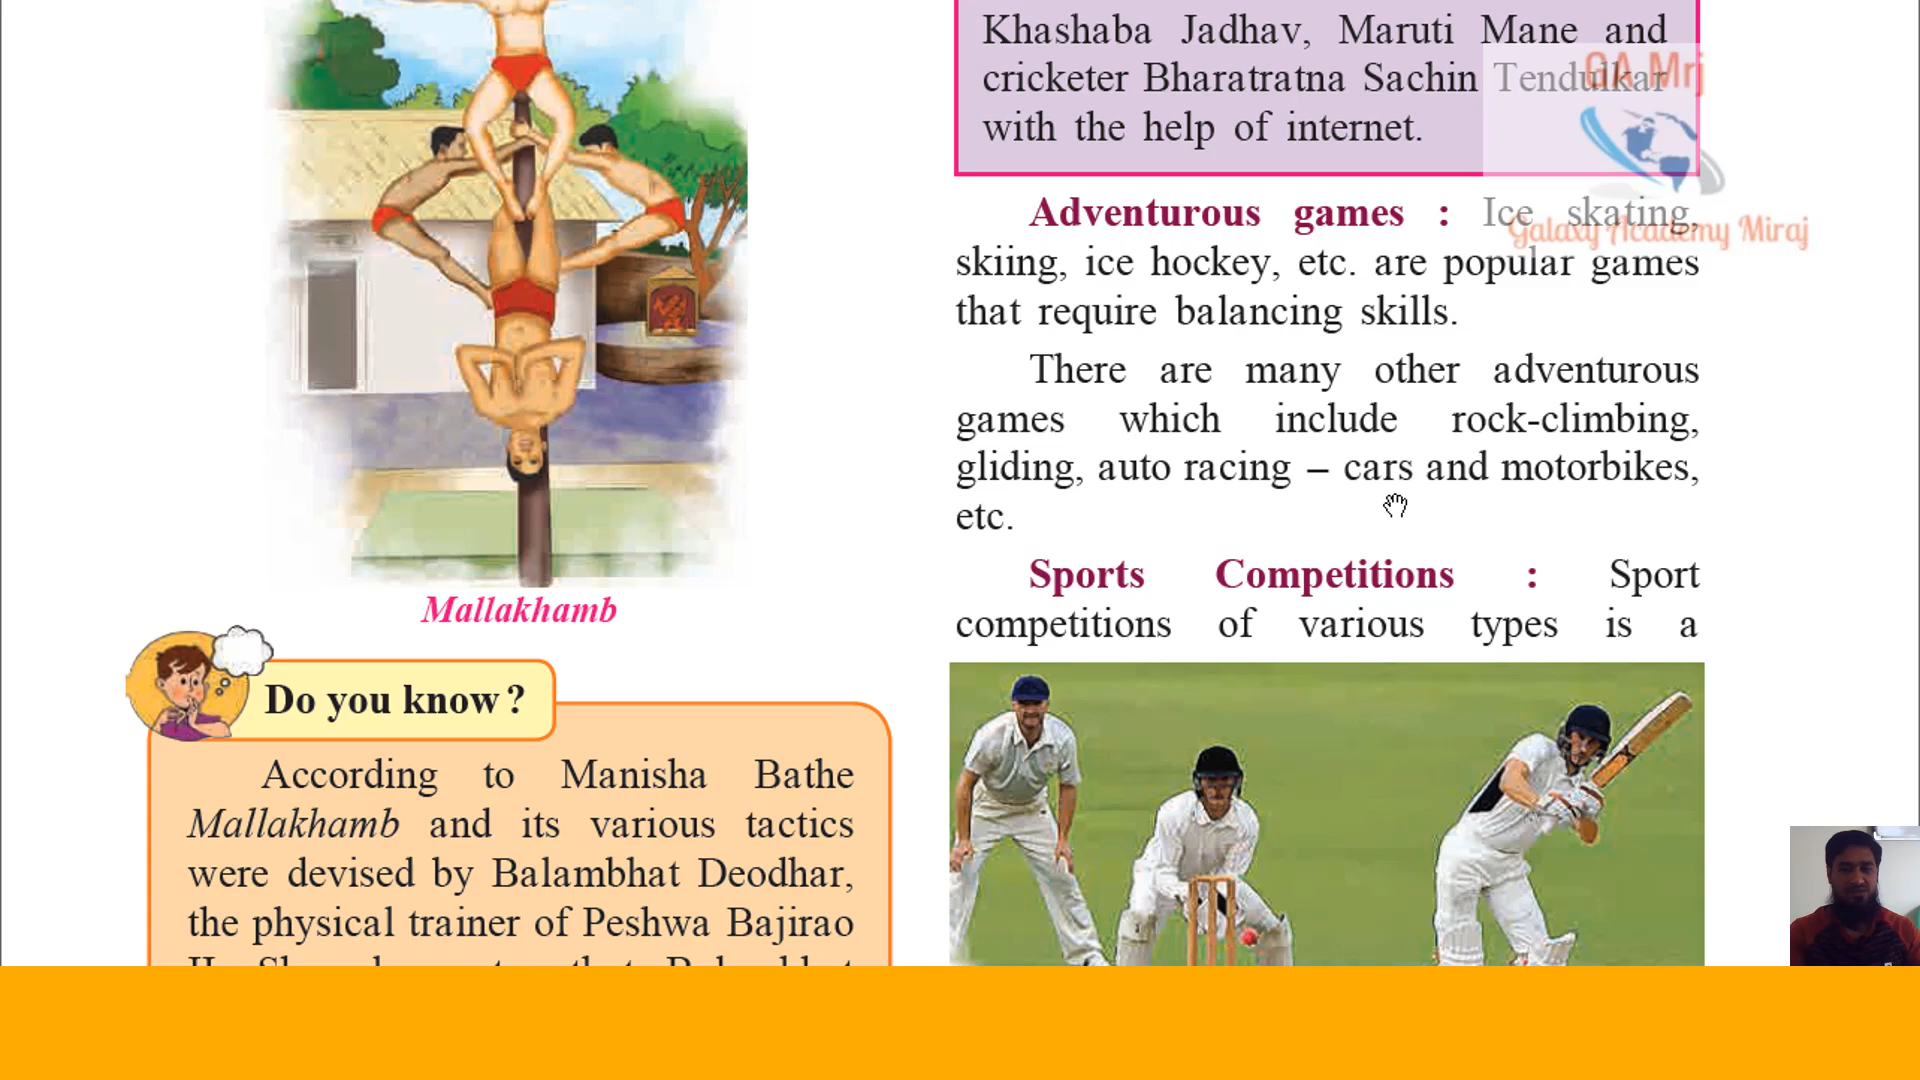 Mallakhamb
Do you know?
According to Manisha Bathe
Mallakhamb and its various tactics
were devised by Balambhat Deodhar,
the physical trainer of Peshwa Bajirao
Khashaba Jadhav, Maruti Mane and
cricketer Bharatratna Sachin Tendulkar
with the help of internet.
GA Mrj
Galaxy Academy Miraj
Adventurous games : Ice skating,
skiing, ice hockey, etc. are popular games
that require balancing skills.
There are many other adventurous
games which include rock-climbing,
gliding, auto racing – cars and motorbikes,
etc.
Sports Competitions : Sport
competitions of various types is a